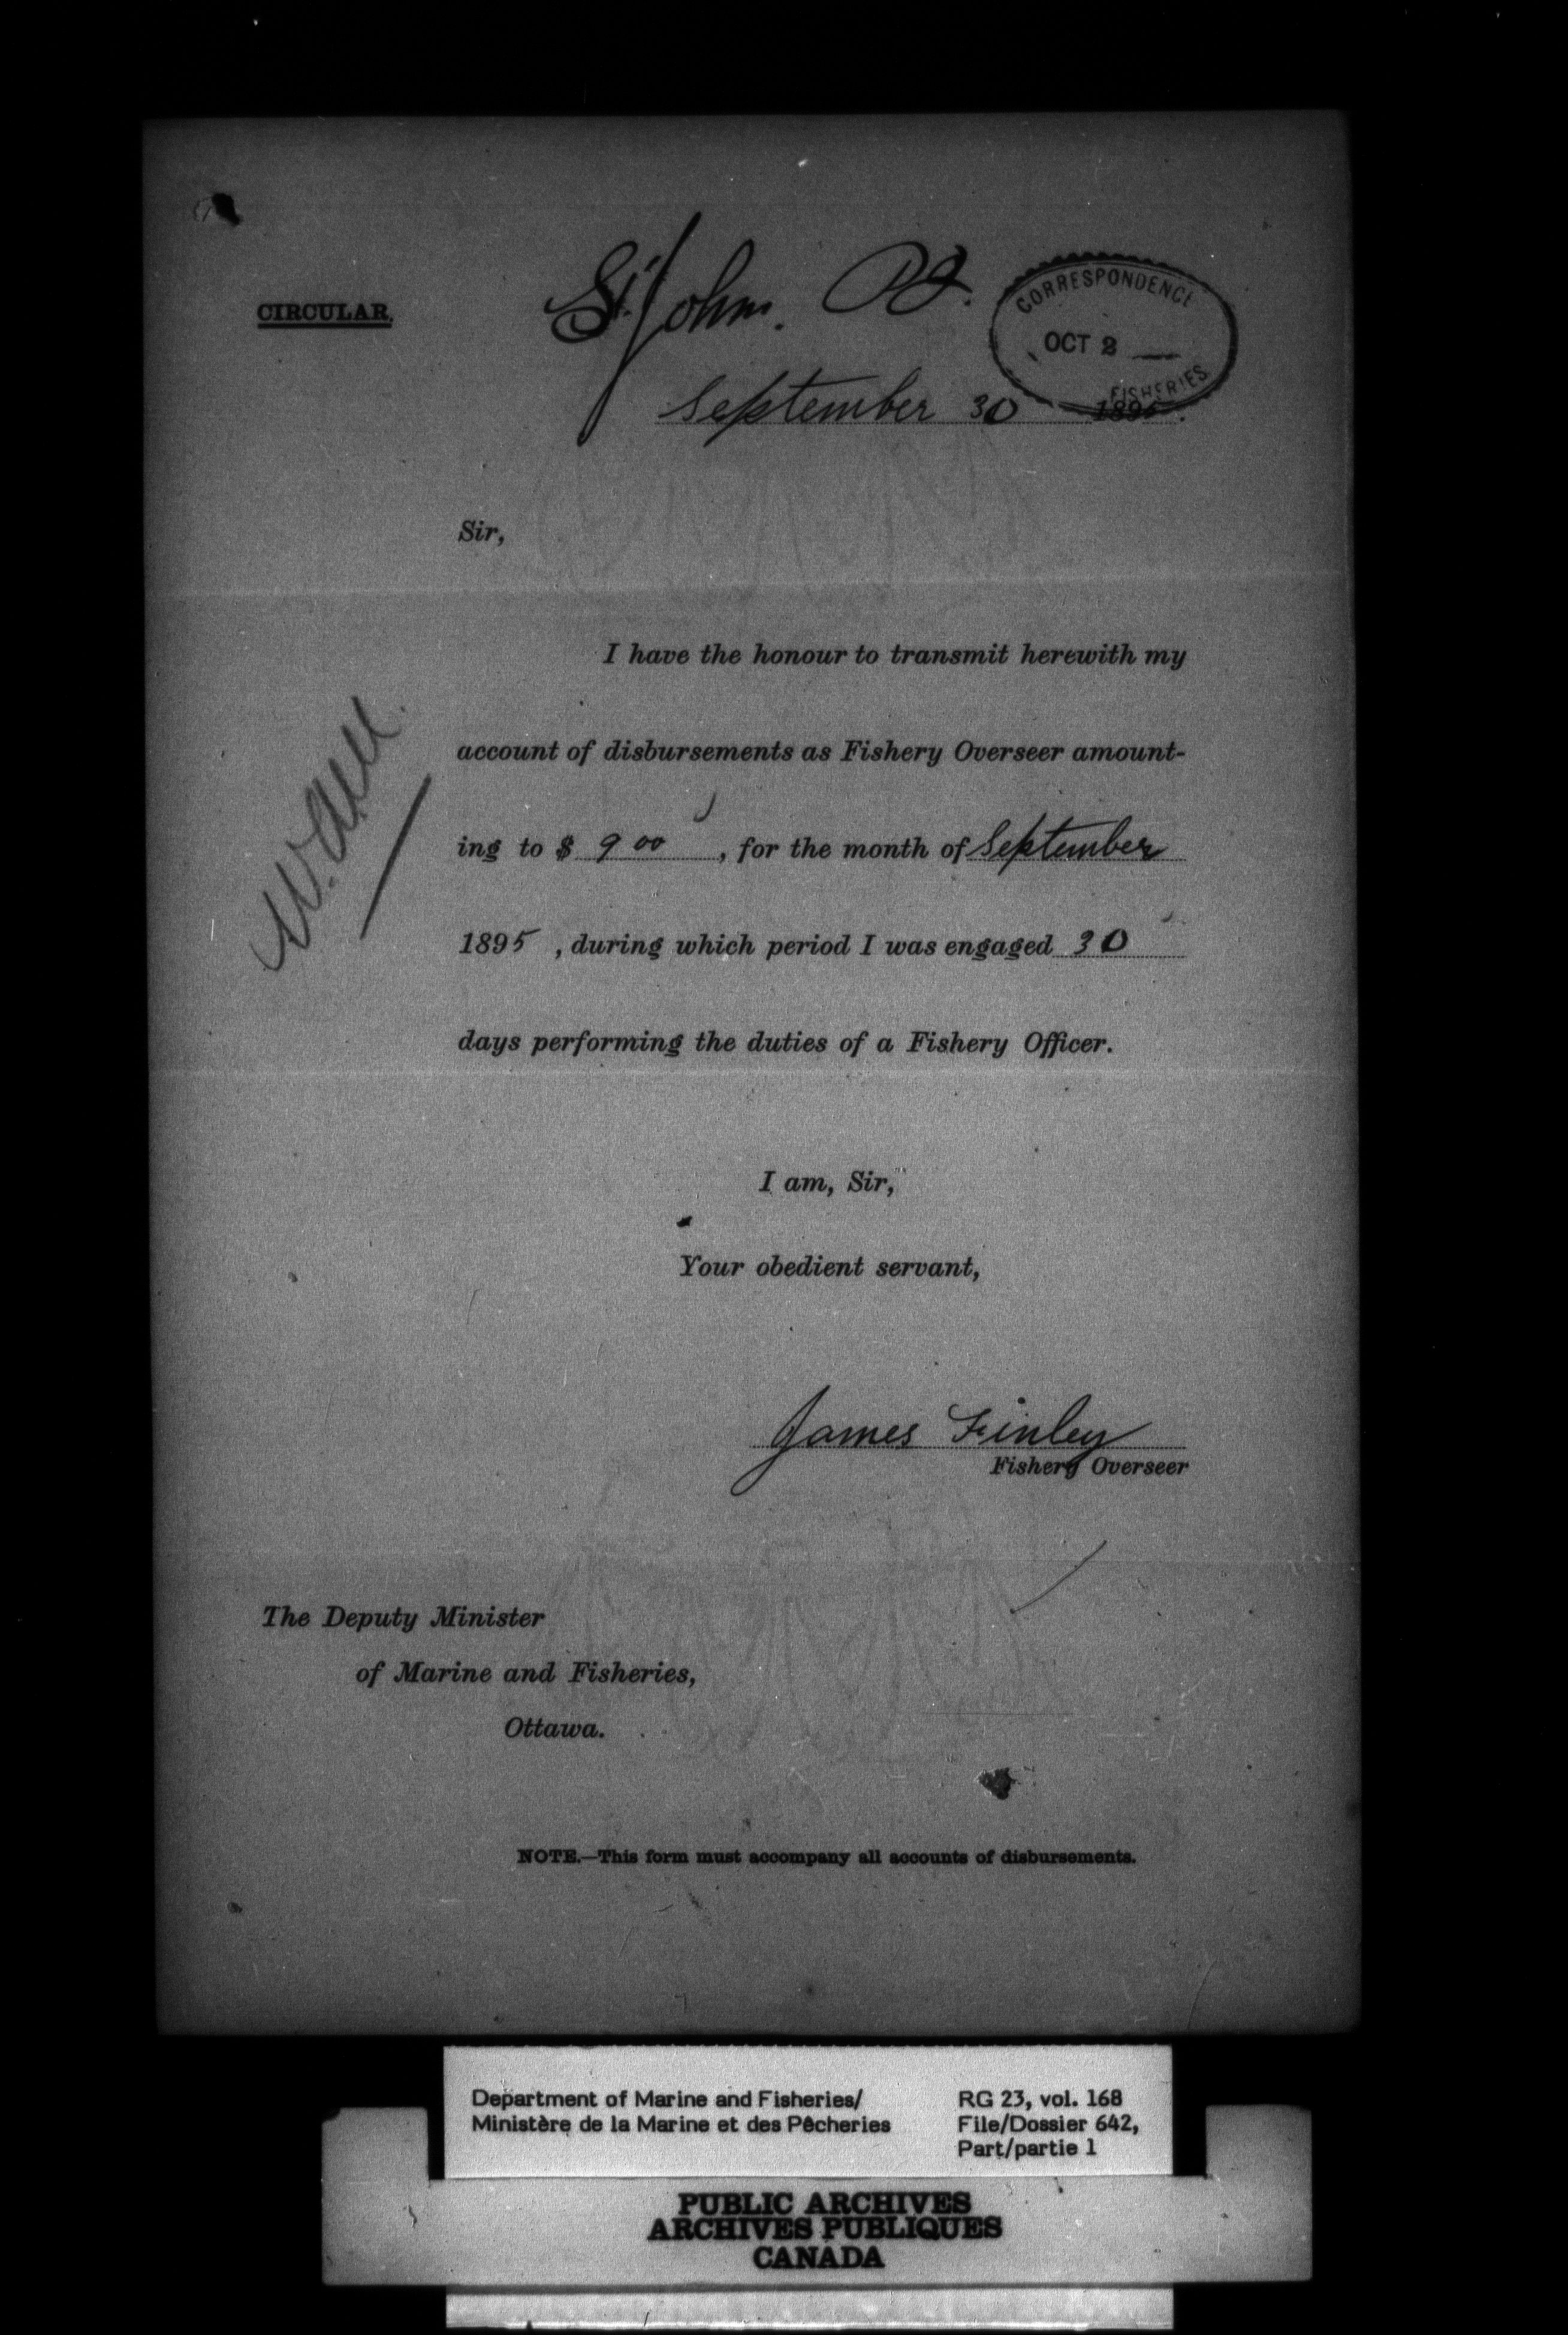 CIRCULAR.
St. John. P.Q.
CORRESPONDENCE
OCT 2
FISHERIES
September 30 1895.
Sir,
I have the honour to transmit herewith my
account of disbursements as Fishery Overseer amount-
ing to $ 9 00, for the month of September
1895, during which period I was engaged 30
days performing the duties of a Fishery Officer.
I am, Sir,
Your obedient servant,
James Finley
Fishery Overseer
The Deputy Minister
of Marine and Fisheries,
Ottawa.
NOTE.—This form must accompany all accounts of disbursements.
Department of Marine and Fisheries/
Ministère de la Marine et des Pêcheries
RG 23, vol. 168
File/Dossier 642,
Part/partie 1
PUBLIC ARCHIVES
ARCHIVES PUBLIQUES
CANADA